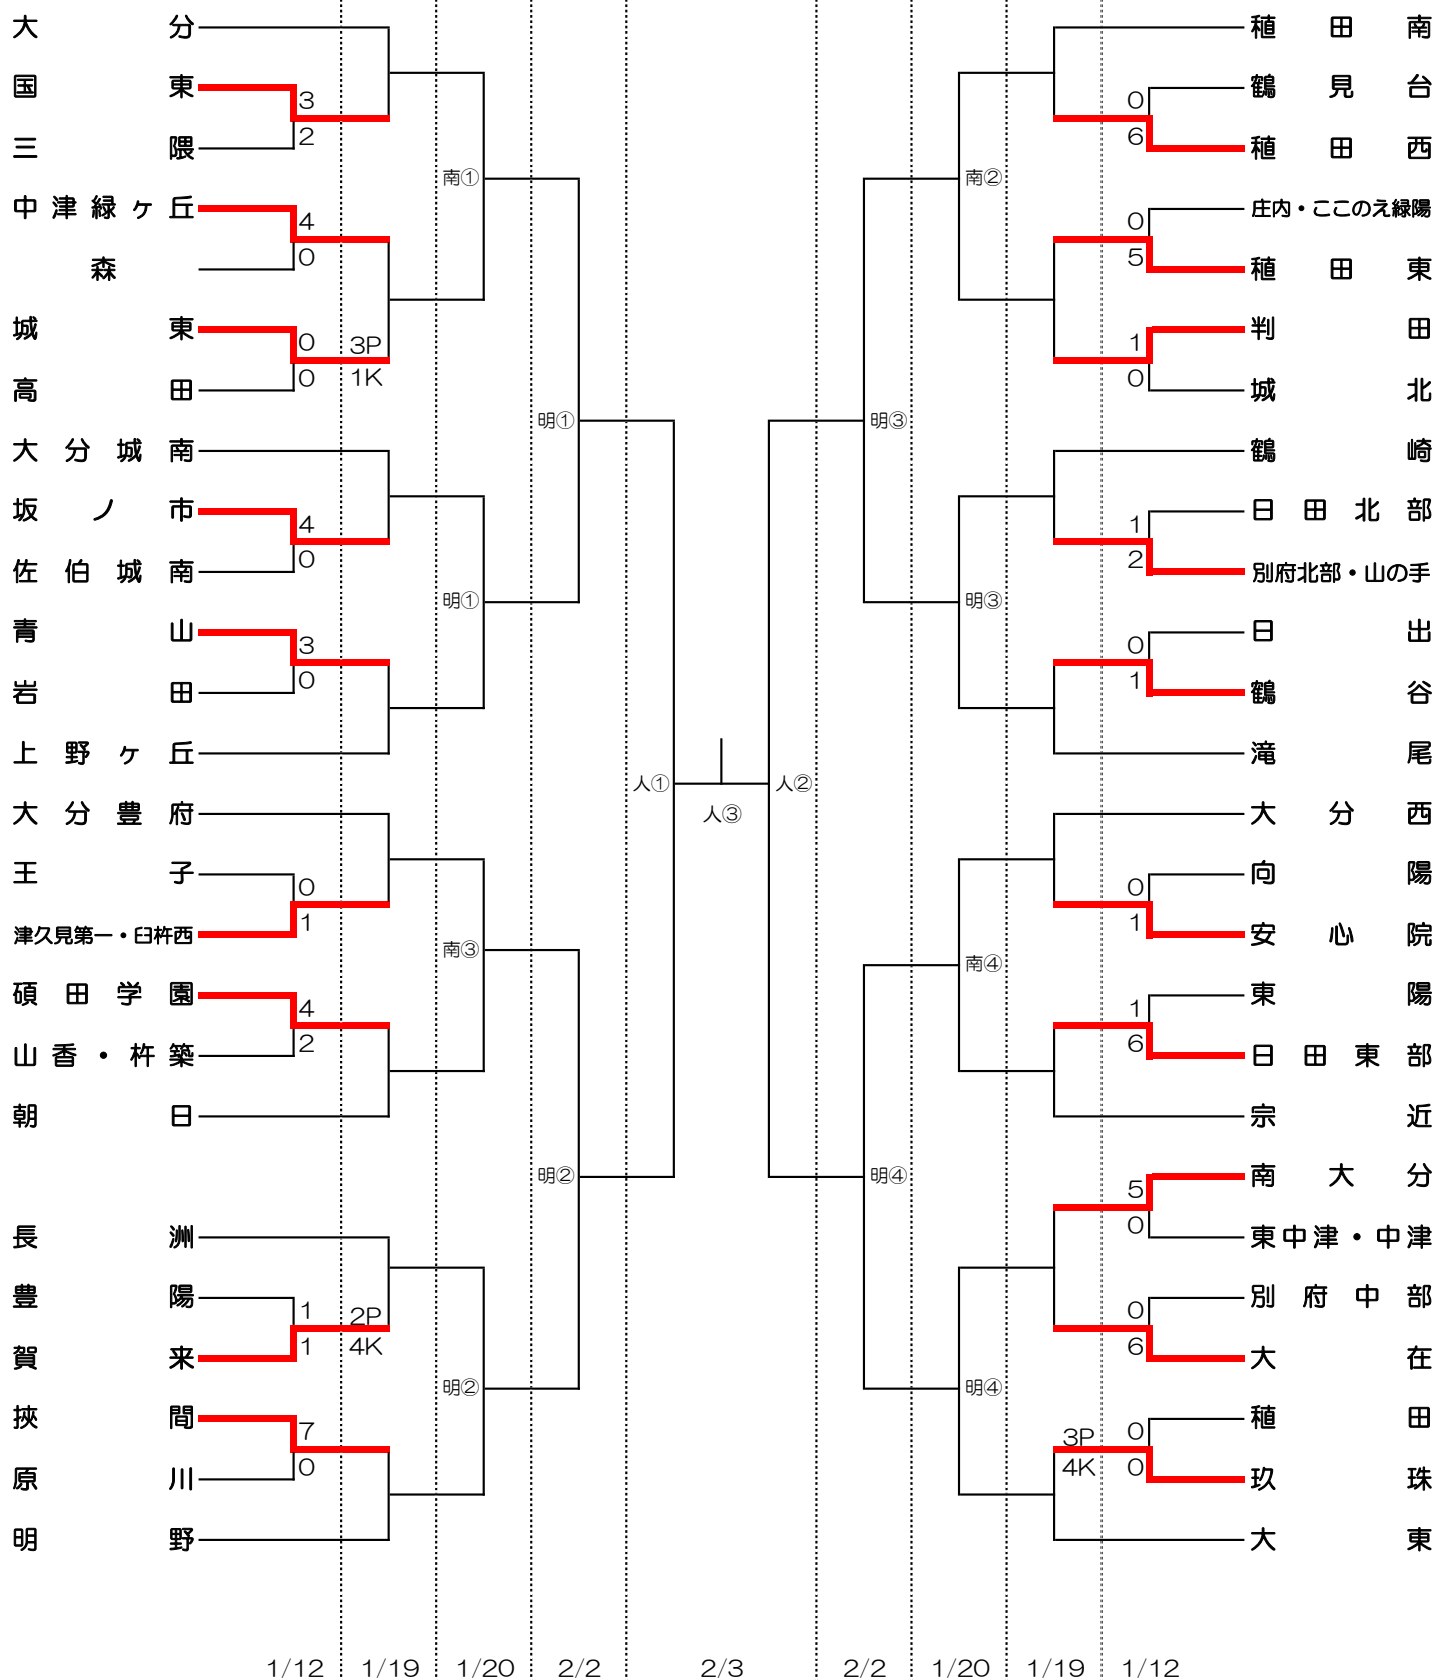 大分
国東
3
2
三隈
中津緑ヶ丘
4
0
森
城東
0
0
3P
1K
高田
大分城南
坂ノ市
4
0
佐伯城南
青山
3
0
岩田
上野ヶ丘
大分豊府
王子
0
1
津久見第一・臼杵西
碩田学園
4
2
山香・杵築
朝日
長洲
豊陽
1
1
2P
4K
賀来
挾間
7
0
原川
明野
南①
明①
明①
南③
明②
明②
人①
人③
人②
明③
南②
明③
南④
明④
明④
稙田南
鶴見台
0
6
稙田西
庄内・ここのえ緑陽
0
5
稙田東
判田
1
0
城北
鶴崎
日田北部
1
2
別府北部・山の手
日出
0
1
鶴谷
滝尾
大分西
向陽
0
1
安心院
東陽
1
6
日田東部
宗近
南大分
5
0
東中津・中津
別府中部
0
6
大在
稙田
3P
4K
0
0
玖珠
大東
1/12 1/19 1/20 2/2 2/3 2/2 1/20 1/19 1/12